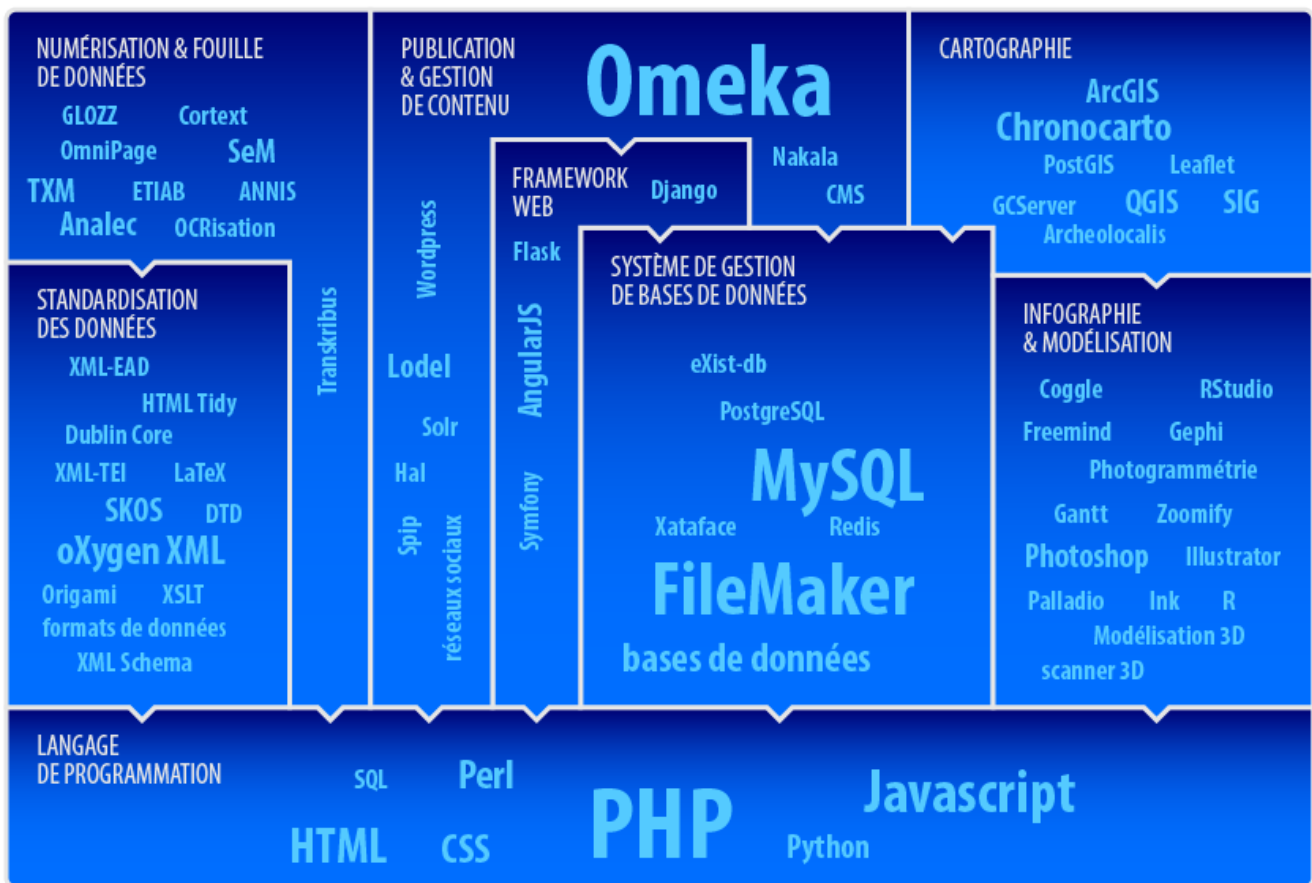 NUMÉRISATION & FOUILLE
DE DONNÉES
GLOZZ Cortext
OmniPage SeM
TXM ETIAB ANNIS
Analec OCRisation
Transkribus
STANDARDISATION
DES DONNÉES
XML-EAD
HTML Tidy
Dublin Core
XML-TEI LaTeX
SKOS DTD
oXygen XML
Origami XSLT
formats de données
XML Schema
PUBLICATION
& GESTION
DE CONTENU
Omeka
Nakala
CMS
Wordpress
Lodel
Solr
Hal
Spip
réseaux sociaux
FRAMEWORK
WEB
Django
Flask
AngularJS
Symfony
SYSTÈME DE GESTION
DE BASES DE DONNÉES
eXist-db
PostgreSQL
MySQL
Xataface Redis
FileMaker
bases de données
CARTOGRAPHIE
ArcGIS
Chronocarto
PostGIS Leaflet
GCServer QGIS SIG
Archeolocalis
INFOGRAPHIE
& MODÉLISATION
Coggle RStudio
Freemind Gephi
Photogrammétrie
Gantt Zoomify
Photoshop Illustrator
Palladio Ink R
Modélisation 3D
scanner 3D
LANGAGE
DE PROGRAMMATION
SQL Perl
PHP
Javascript
HTML CSS
Python